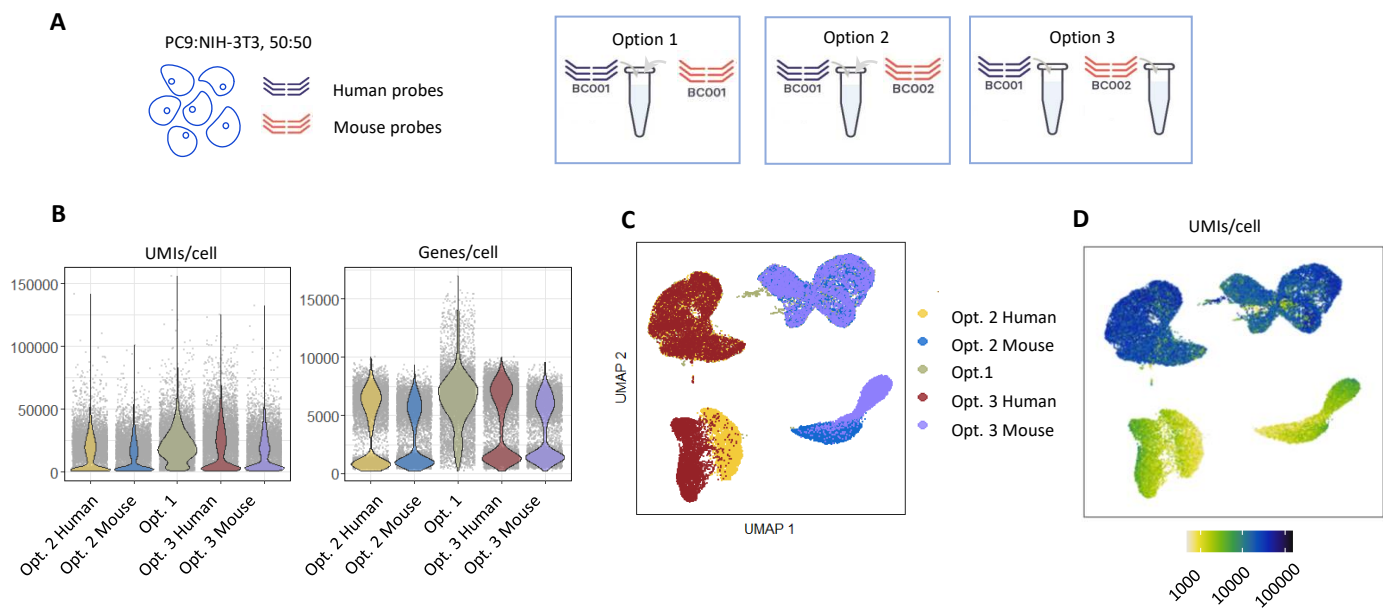 A
PC9:NIH-3T3, 50:50
Human probes
Mouse probes
Option 1
BC001
BC001
Option 2
BC001
BC002
Option 3
BC001
BC002
B
UMIs/cell
150000
100000
50000
0
Opt. 2 Human
Opt. 2 Mouse
Opt. 1
Opt. 3 Human
Opt. 3 Mouse
Genes/cell
15000
10000
5000
0
Opt. 2 Human
Opt. 2 Mouse
Opt. 1
Opt. 3 Human
Opt. 3 Mouse
C
UMAP 2
UMAP 1
Opt. 2 Human
Opt. 2 Mouse
Opt.1
Opt. 3 Human
Opt. 3 Mouse
D
UMIs/cell
1000
10000
100000